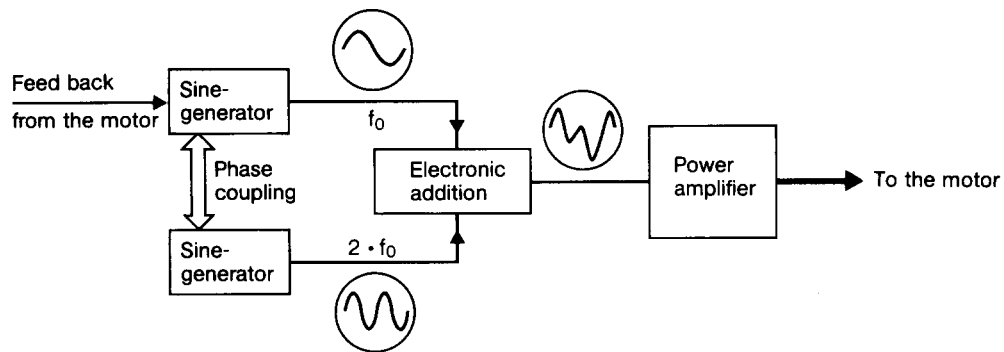 Feed back
from the motor
Sine-
generator
f₀
Phase
coupling
Sine-
generator
2 · f₀
Electronic
addition
Power
amplifier
To the motor